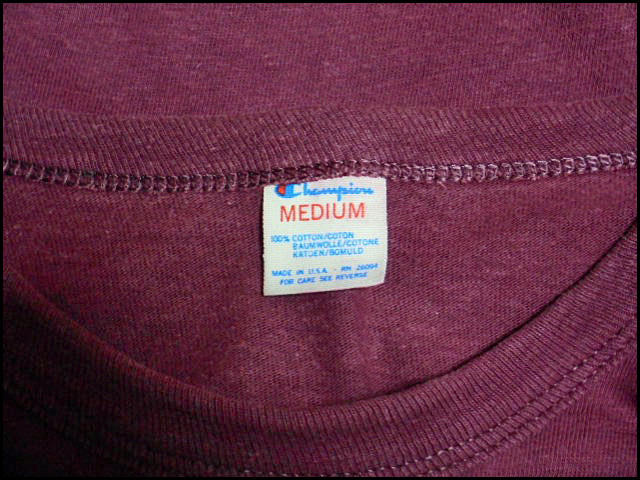 Champion
MEDIUM
100% COTTON/COTON
BAUMWOLLE/COTONE
KATOEN/BOMULD
MADE IN U.S.A. - RN 26094
FOR CARE SEE REVERSE